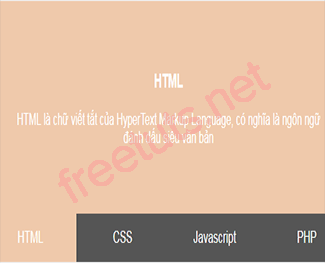 HTML
HTML là chữ viết tắt của HyperText Markup Language, có nghĩa là ngôn ngữ
đánh dấu siêu văn bản
freetuts.net
HTML CSS Javascript PHP